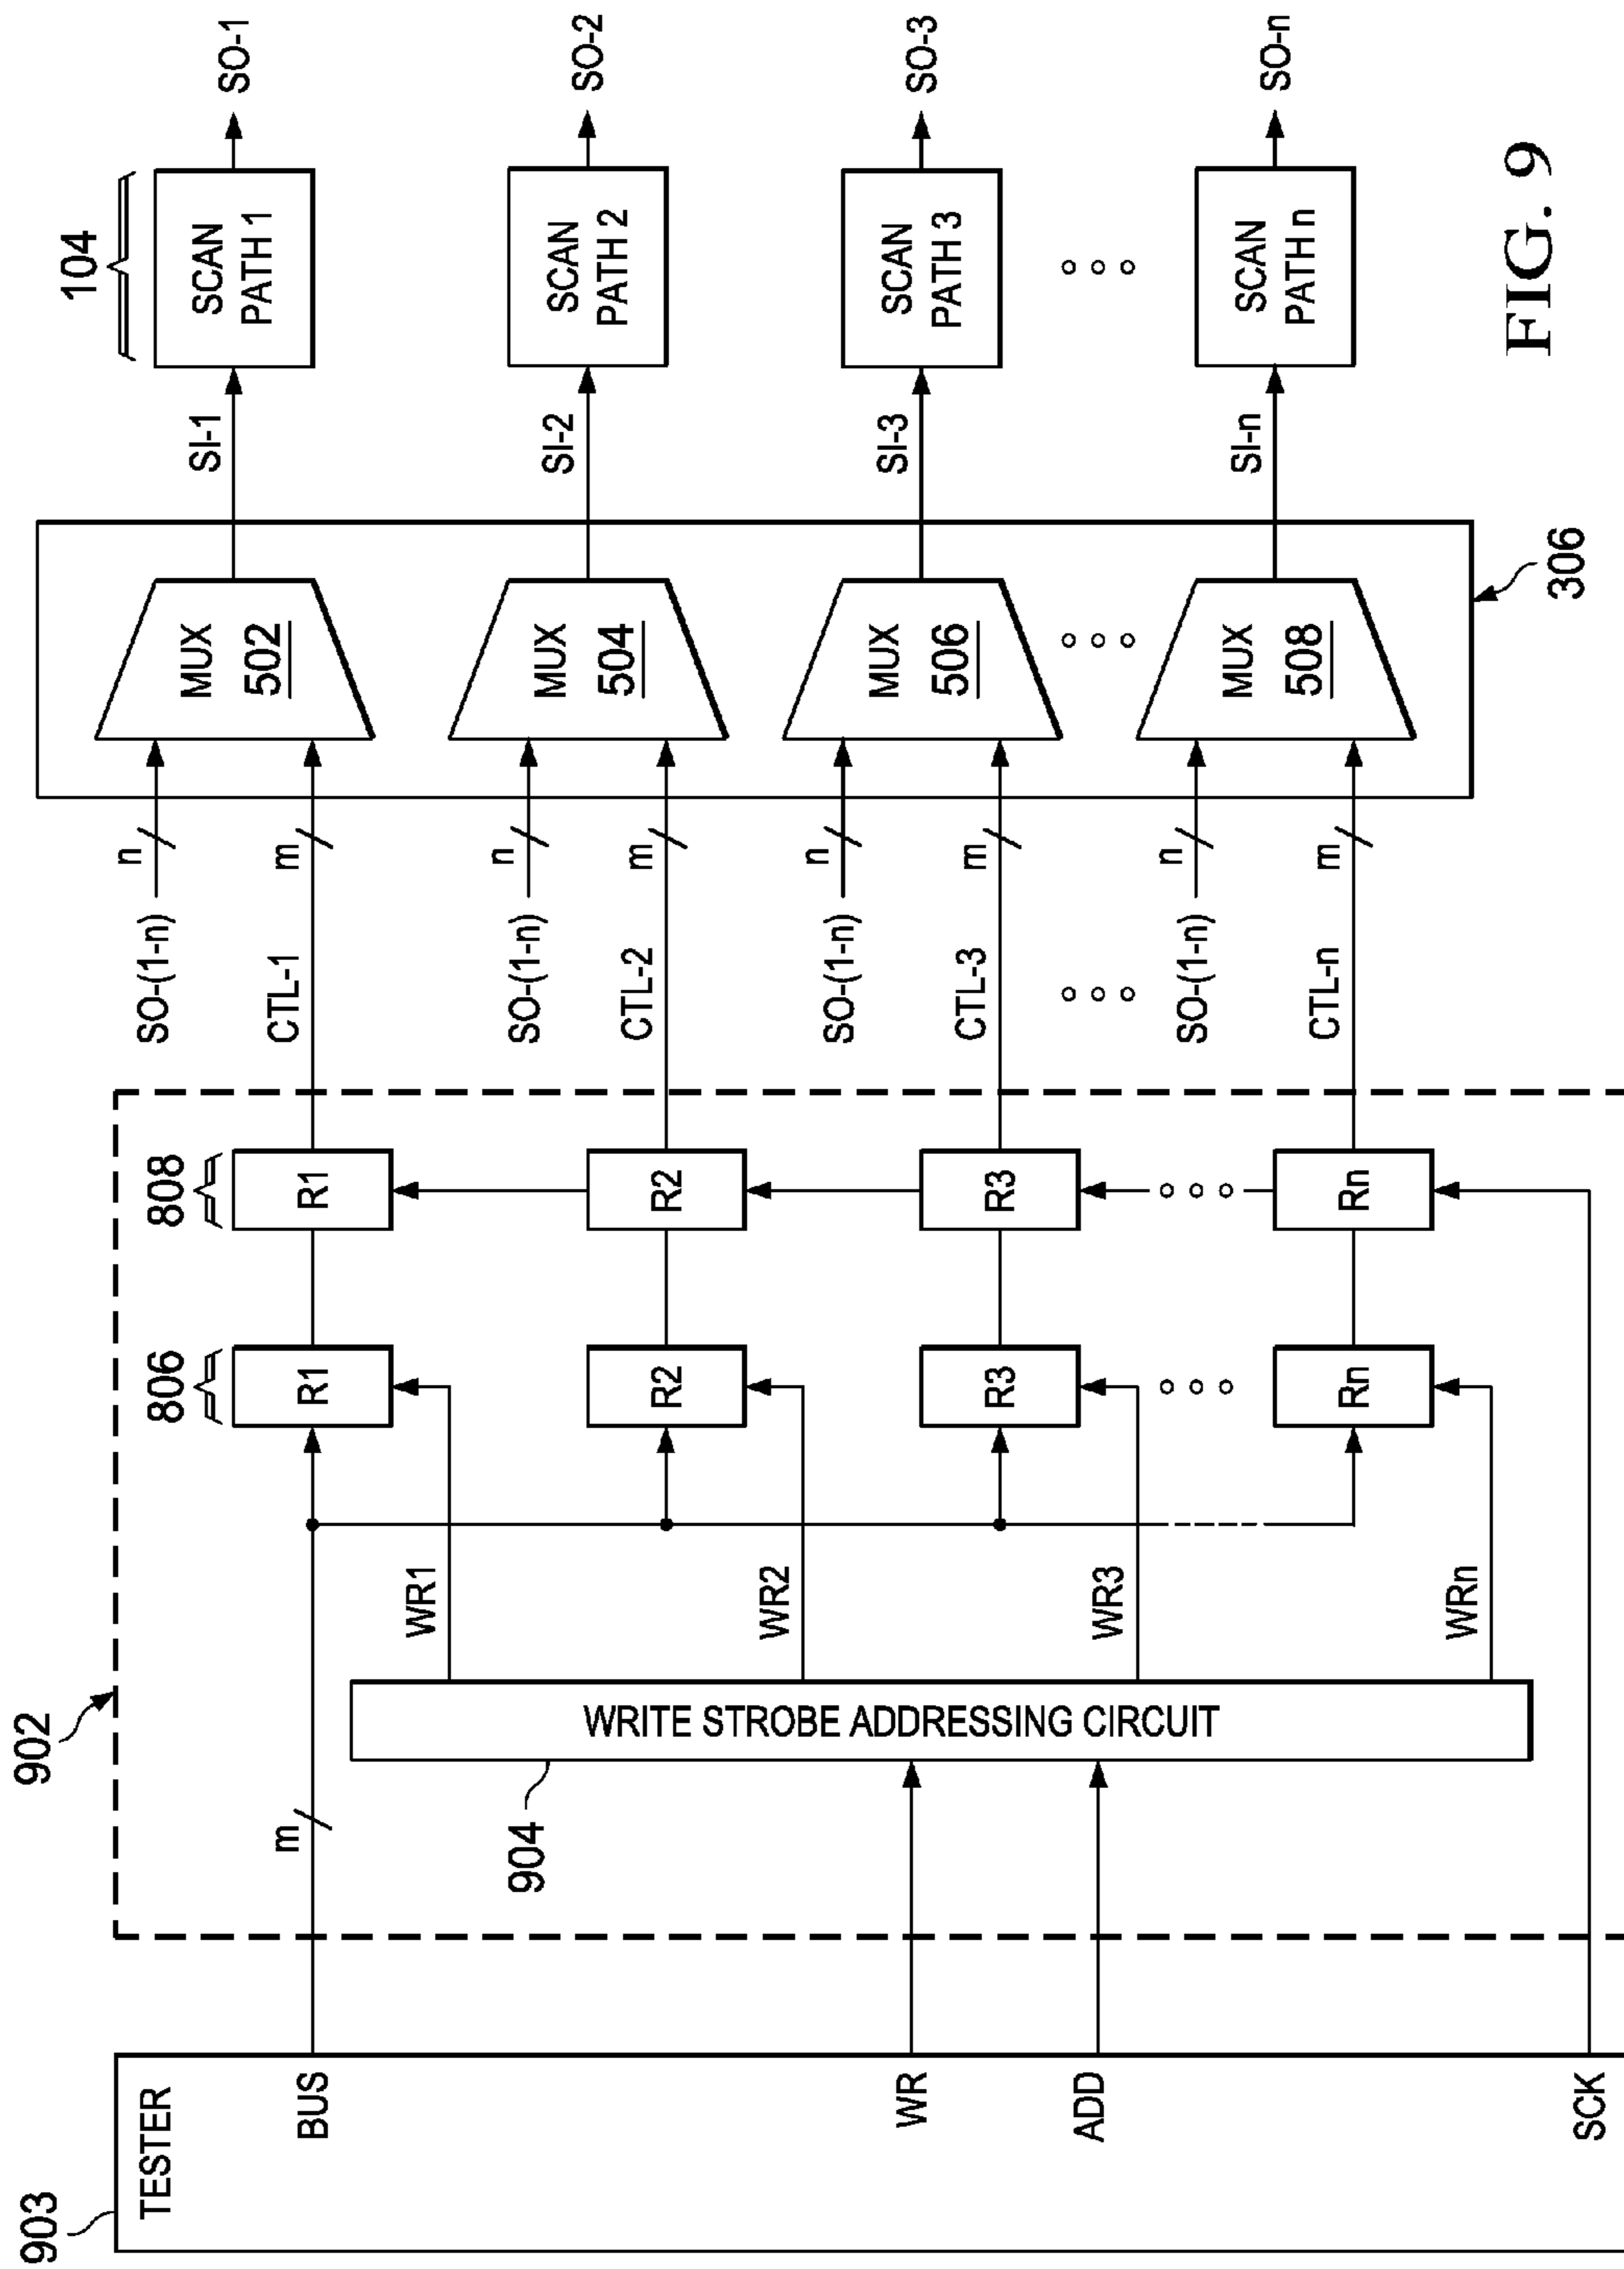 903
TESTER
BUS
WR
ADD
SCK
902
m
904
WRITE STROBE ADDRESSING CIRCUIT
WR1
WR2
WR3
WRn
806
R1
R2
R3
Rn
808
R1
R2
R3
Rn
SO-(1-n)
n
CTL-1
m
SO-(1-n)
n
CTL-2
m
SO-(1-n)
n
CTL-3
m
SO-(1-n)
n
CTL-n
m
MUX
502
MUX
504
MUX
506
MUX
508
306
SI-1
SI-2
SI-3
SI-n
104
SCAN
PATH 1
SCAN
PATH 2
SCAN
PATH 3
SCAN
PATH n
SO-1
SO-2
SO-3
SO-n
FIG. 9